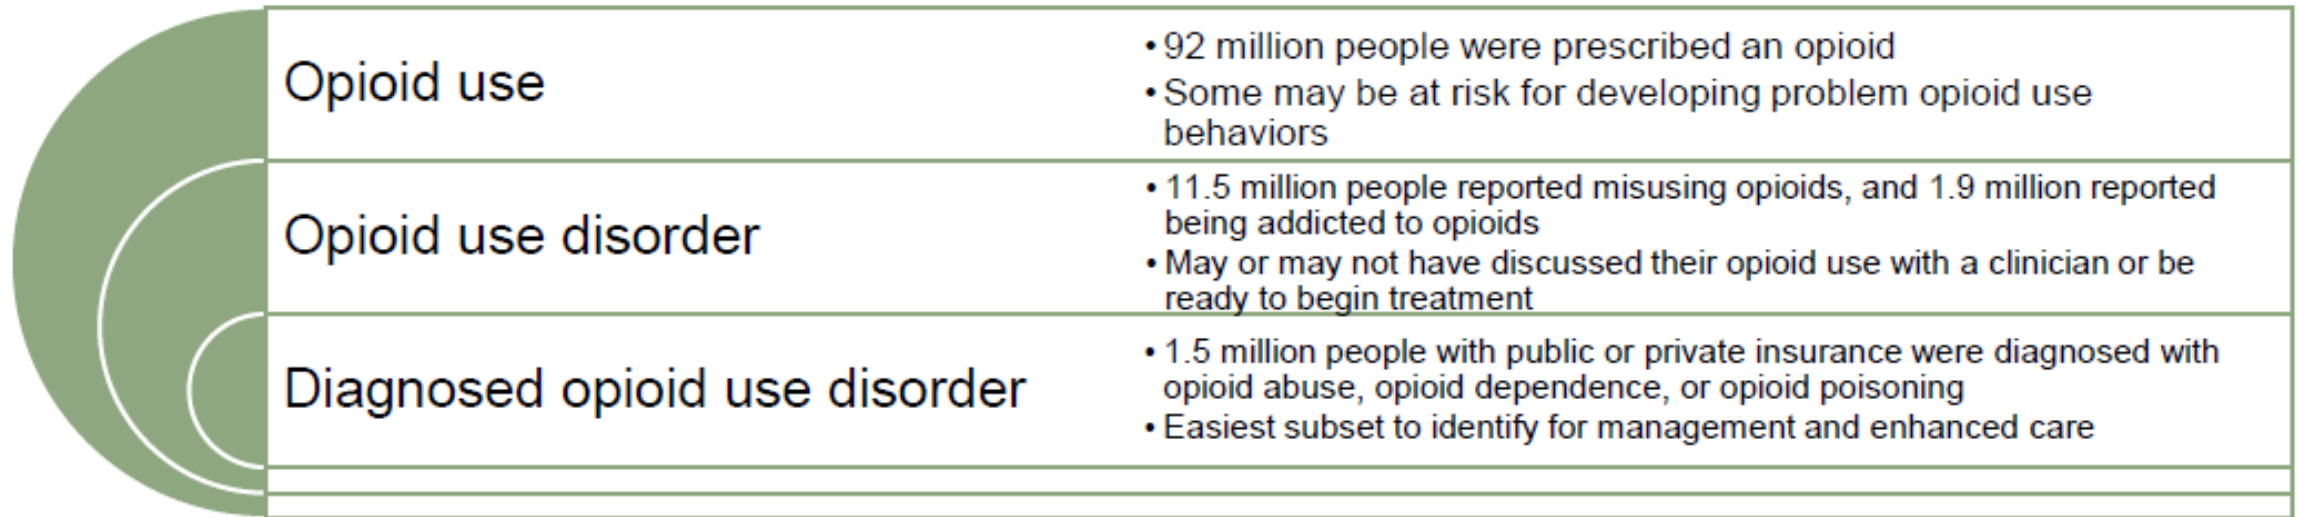 Opioid use
• 92 million people were prescribed an opioid
• Some may be at risk for developing problem opioid use
behaviors
Opioid use disorder
• 11.5 million people reported misusing opioids, and 1.9 million reported
being addicted to opioids
• May or may not have discussed their opioid use with a clinician or be
ready to begin treatment
Diagnosed opioid use disorder
• 1.5 million people with public or private insurance were diagnosed with
opioid abuse, opioid dependence, or opioid poisoning
• Easiest subset to identify for management and enhanced care